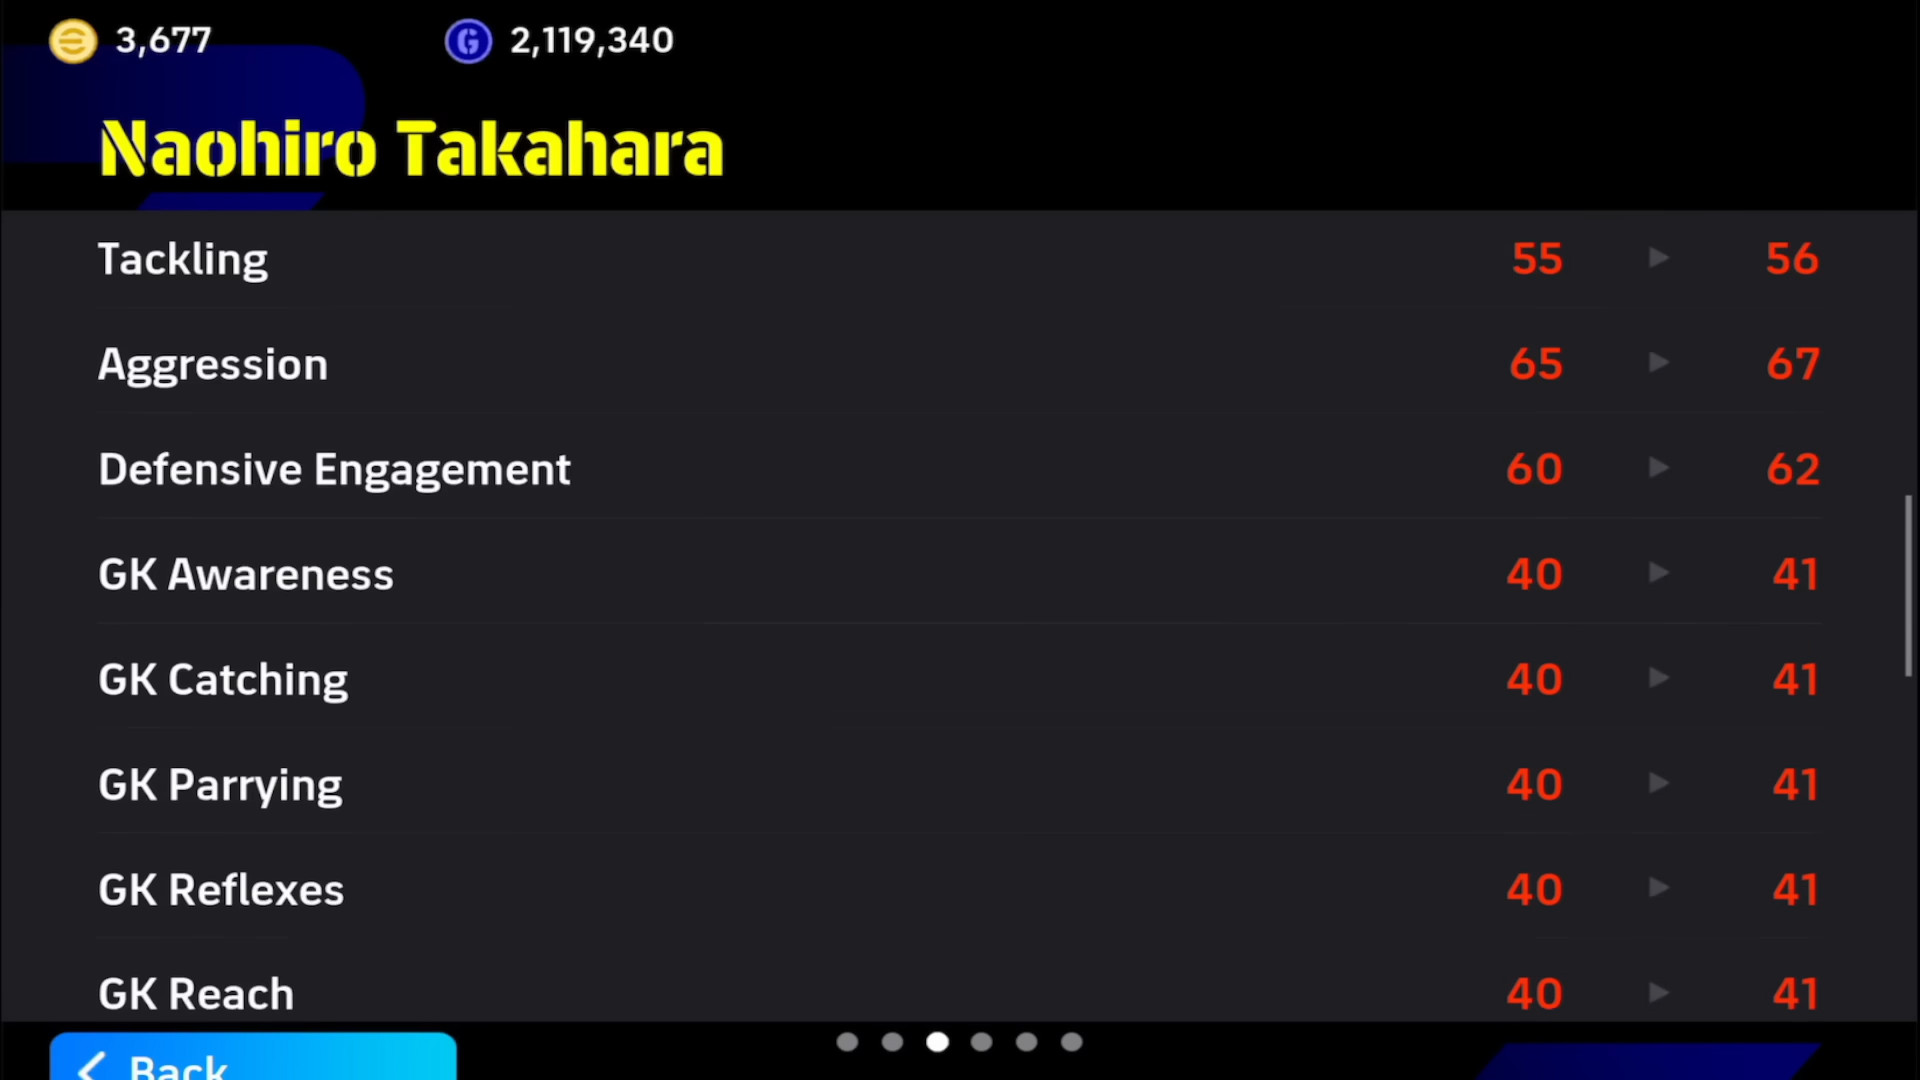 3,677 2,119,340
Naohiro Takahara
Tackling 55 ▶ 56
Aggression 65 ▶ 67
Defensive Engagement 60 ▶ 62
GK Awareness 40 ▶ 41
GK Catching 40 ▶ 41
GK Parrying 40 ▶ 41
GK Reflexes 40 ▶ 41
GK Reach 40 ▶ 41
Back